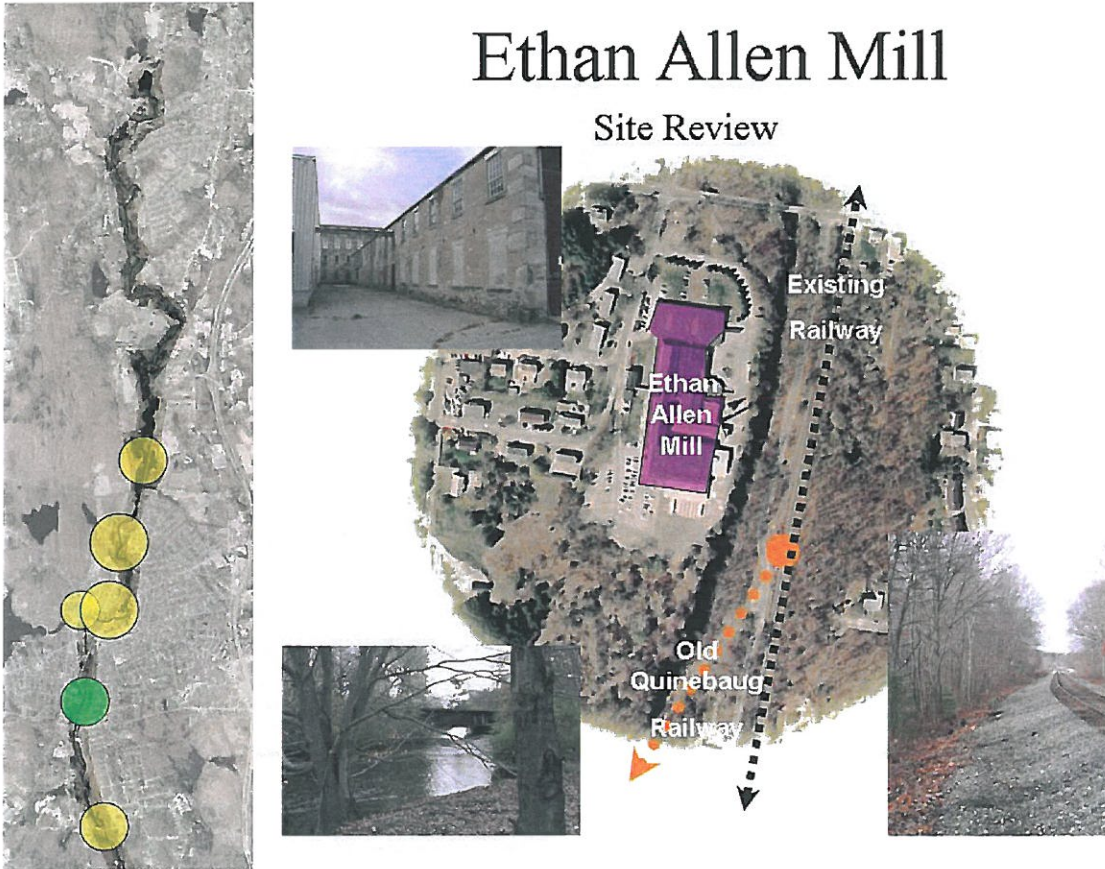 Ethan Allen Mill
Site Review
Existing
Railway
Ethan
Allen
Mill
Old
Quinebaug
Railway